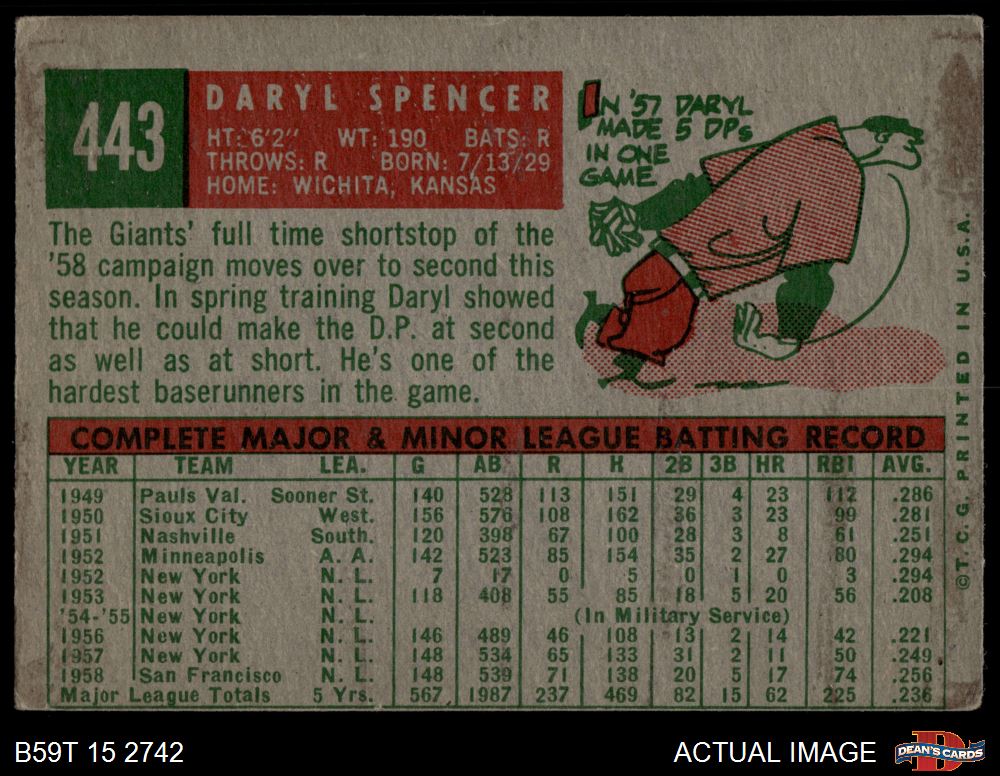 443
DARYL SPENCER
HT: 6'2" WT: 190 BATS: R
THROWS: R BORN: 7/13/29
HOME: WICHITA, KANSAS
IN '57 DARYL
MADE 5 DPs
IN ONE
GAME
The Giants' full time shortstop of the
'58 campaign moves over to second this
season. In spring training Daryl showed
that he could make the D.P. at second
as well as at short. He's one of the
hardest baserunners in the game.
COMPLETE MAJOR & MINOR LEAGUE BATTING RECORD
YEAR TEAM LEA. G AB R H 2B 3B HR RBI AVG.
1949 Pauls Val. Sooner St. 140 528 113 151 29 4 23 112 .286
1950 Sioux City West. 156 576 108 162 36 3 23 99 .281
1951 Nashville South. 120 398 67 100 28 3 8 61 .251
1952 Minneapolis A. A. 142 523 85 154 35 2 27 80 .294
1952 New York N. L. 7 17 0 5 0 1 0 3 .294
1953 New York N. L. 118 408 55 85 18 5 20 56 .208
'54-'55 New York N. L. (In Military Service)
1956 New York N. L. 146 489 46 108 13 2 14 42 .221
1957 New York N. L. 148 534 65 133 31 2 11 50 .249
1958 San Francisco N. L. 148 539 71 138 20 5 17 74 .256
Major League Totals 5 Yrs. 567 1987 237 469 82 15 62 225 .236
©T. C. G. PRINTED IN U.S.A.
B59T 15 2742
ACTUAL IMAGE
DEAN'S CARDS